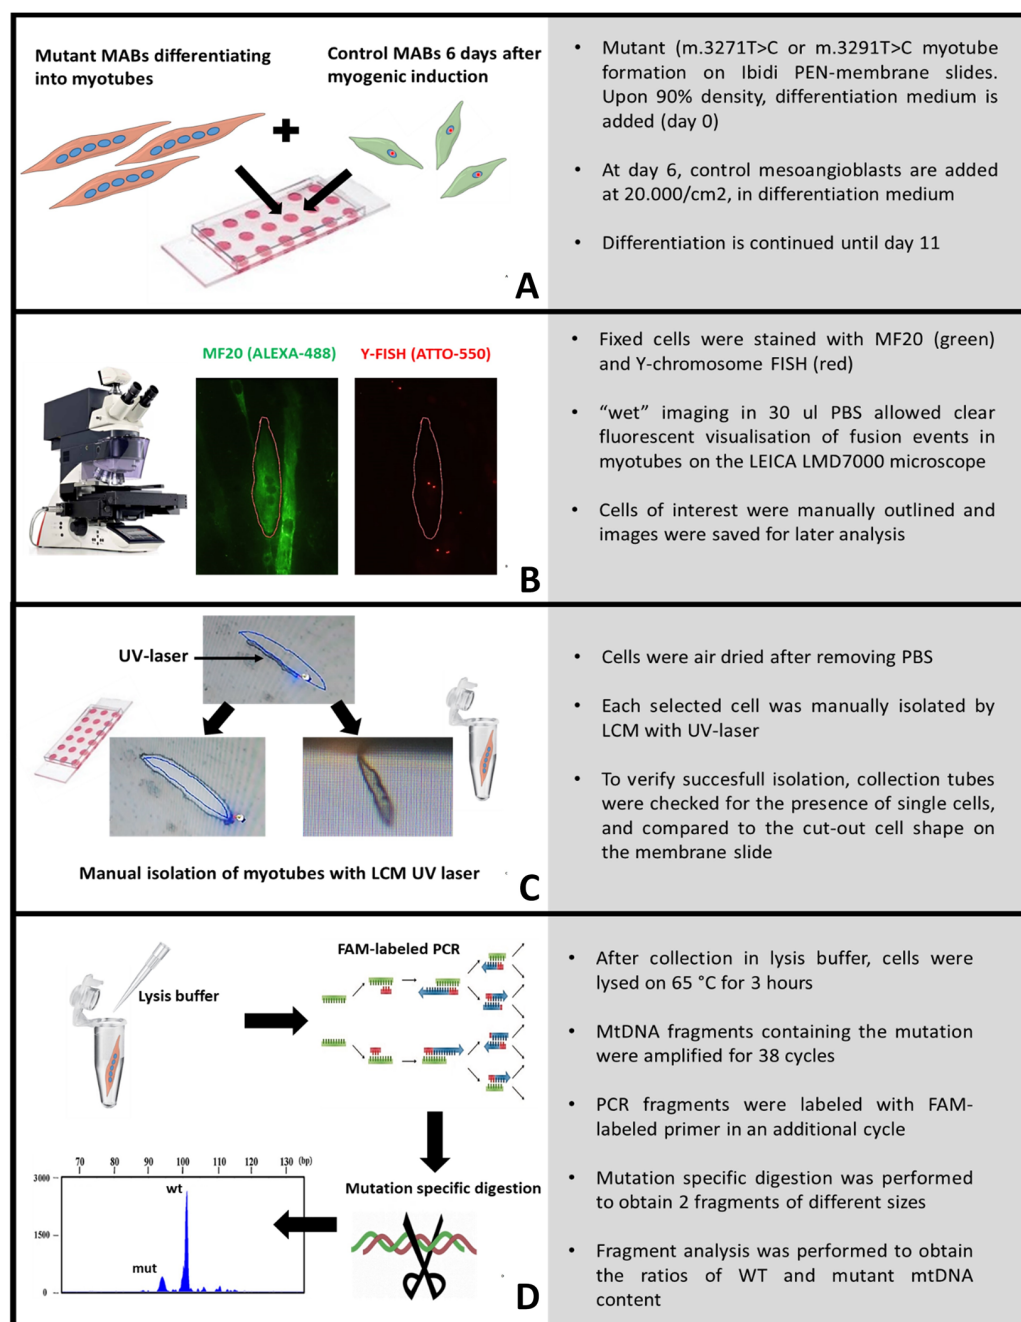 Mutant MABs differentiating
into myotubes
Control MABs 6 days after
myogenic induction
A
• Mutant (m.3271T>C or m.3291T>C myotube
formation on Ibidi PEN-membrane slides.
Upon 90% density, differentiation medium is
added (day 0)
• At day 6, control mesoangioblasts are added
at 20.000/cm2, in differentiation medium
• Differentiation is continued until day 11
MF20 (ALEXA-488)
Y-FISH (ATTO-550)
B
• Fixed cells were stained with MF20 (green)
and Y-chromosome FISH (red)
• “wet” imaging in 30 ul PBS allowed clear
fluorescent visualisation of fusion events in
myotubes on the LEICA LMD7000 microscope
• Cells of interest were manually outlined and
images were saved for later analysis
UV-laser
Manual isolation of myotubes with LCM UV laser
C
• Cells were air dried after removing PBS
• Each selected cell was manually isolated by
LCM with UV-laser
• To verify succesfull isolation, collection tubes
were checked for the presence of single cells,
and compared to the cut-out cell shape on
the membrane slide
Lysis buffer
FAM-labeled PCR
Mutation specific digestion
70 80 90 100 110 120 130 (bp)
3000
1500
0
wt
mut
D
• After collection in lysis buffer, cells were
lysed on 65 °C for 3 hours
• MtDNA fragments containing the mutation
were amplified for 38 cycles
• PCR fragments were labeled with FAM-
labeled primer in an additional cycle
• Mutation specific digestion was performed
to obtain 2 fragments of different sizes
• Fragment analysis was performed to obtain
the ratios of WT and mutant mtDNA
content